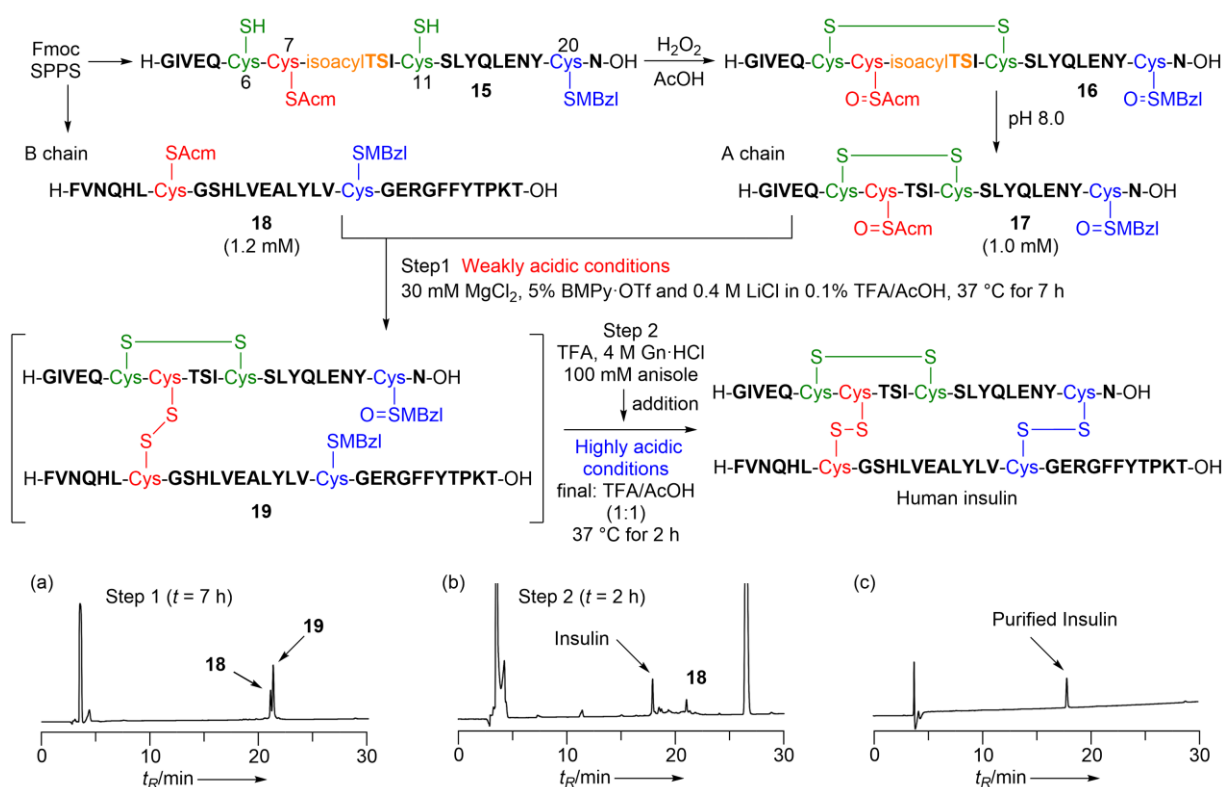 Fmoc
SPPS
SH
7
SH
20
H-GIVEQ-Cys-Cys-isoacylTSI-Cys-SLYQLENY-Cys-N-OH
6
SAcm
11
15
SMBzl
H2O2
AcOH
S
S
H-GIVEQ-Cys-Cys-isoacylTSI-Cys-SLYQLENY-Cys-N-OH
O=SAcm
16
O=SMBzl
pH 8.0
B chain
SAcm
SMBzl
H-FVNQHL-Cys-GSHLVEALYLV-Cys-GERGFFYTPKT-OH
18
(1.2 mM)
A chain
S
S
H-GIVEQ-Cys-Cys-TSI-Cys-SLYQLENY-Cys-N-OH
O=SAcm
17
(1.0 mM)
O=SMBzl
Step1 Weakly acidic conditions
30 mM MgCl2, 5% BMPy·OTf and 0.4 M LiCl in 0.1% TFA/AcOH, 37 °C for 7 h
S
S
H-GIVEQ-Cys-Cys-TSI-Cys-SLYQLENY-Cys-N-OH
S
S
O=SMBzl
SMBzl
H-FVNQHL-Cys-GSHLVEALYLV-Cys-GERGFFYTPKT-OH
19
Step 2
TFA, 4 M Gn·HCl
100 mM anisole
addition
Highly acidic
conditions
final: TFA/AcOH
(1:1)
37 °C for 2 h
S
S
H-GIVEQ-Cys-Cys-TSI-Cys-SLYQLENY-Cys-N-OH
S-S
S
S
H-FVNQHL-Cys-GSHLVEALYLV-Cys-GERGFFYTPKT-OH
Human insulin
(a)
Step 1 (t = 7 h)
19
18
0
10
20
30
tR/min
(b)
Step 2 (t = 2 h)
Insulin
18
0
10
20
30
tR/min
(c)
Purified Insulin
0
10
20
30
tR/min